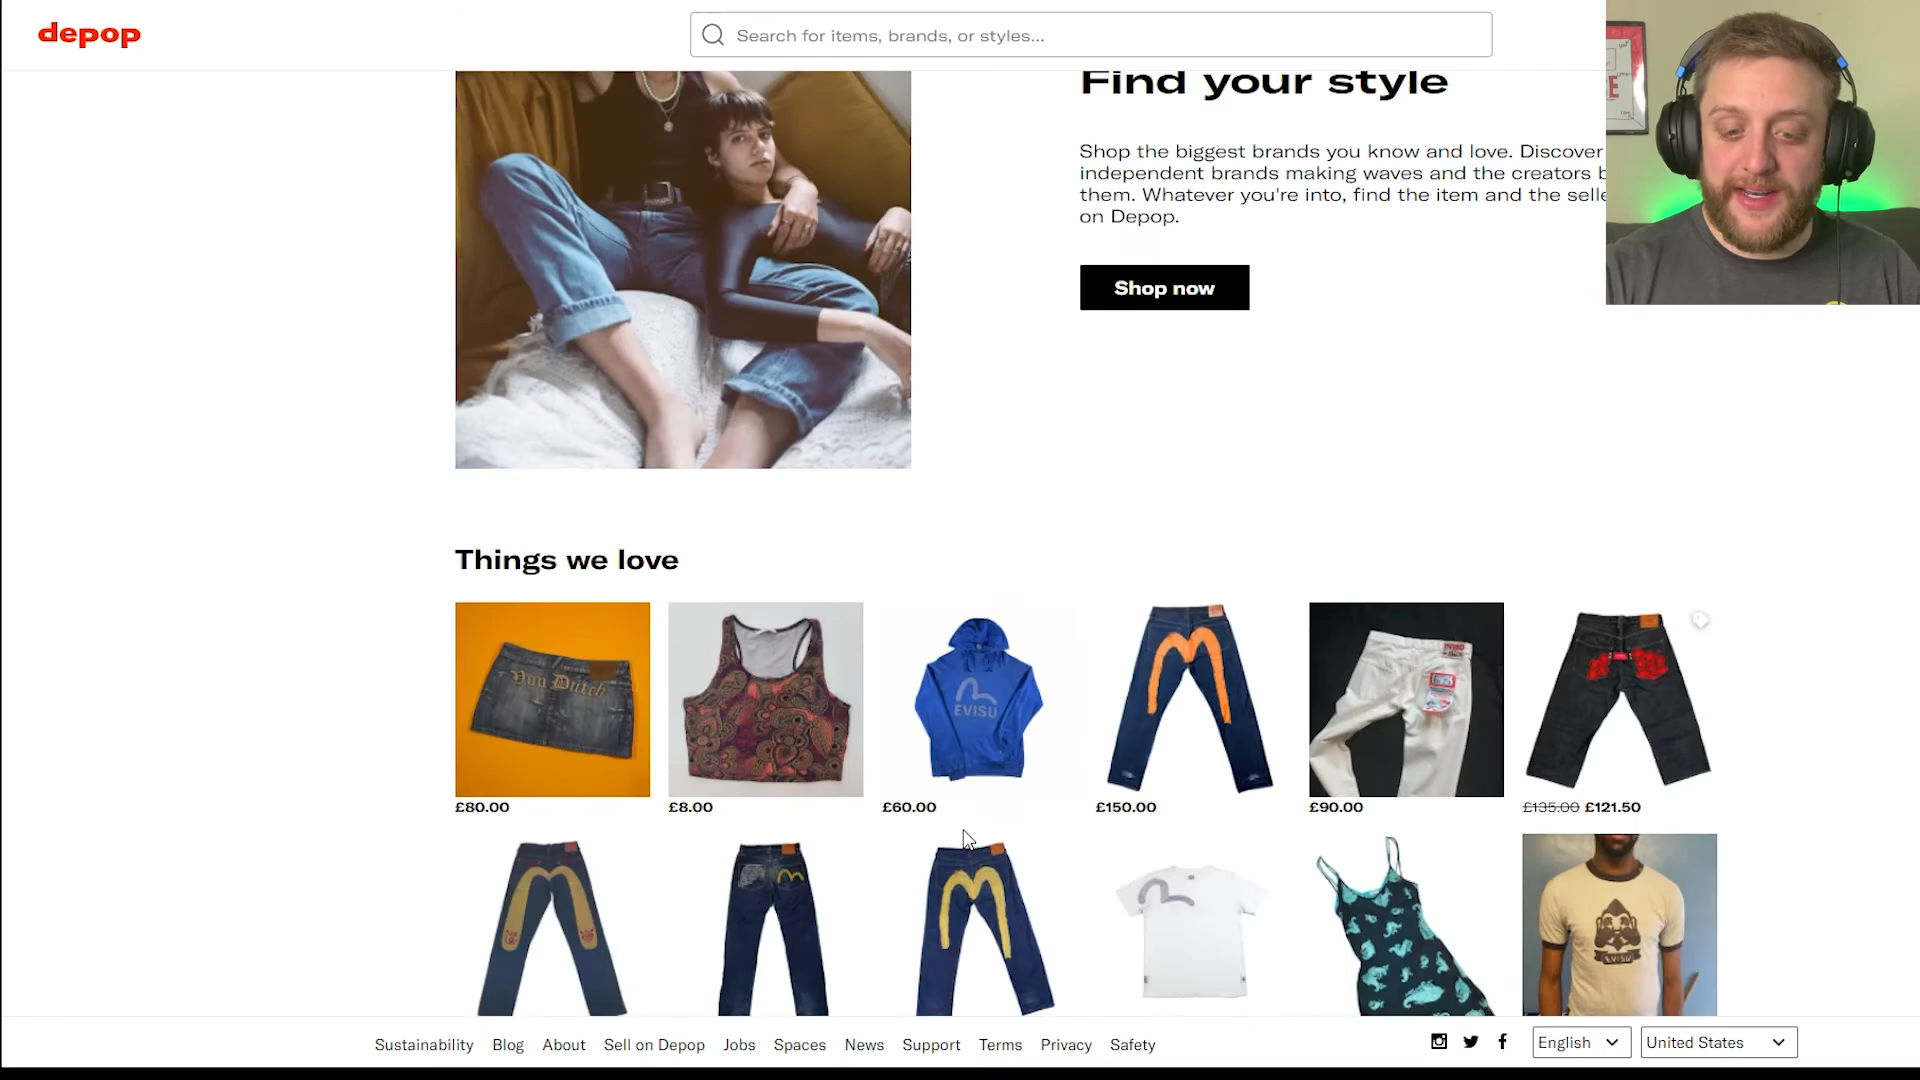 depop
Search for items, brands, or styles...
Find your style
Shop the biggest brands you know and love. Discover
independent brands making waves and the creators
them. Whatever you're into, find the item and the
on Depop.
Shop now
Things we love
Von Dutch
EVISU
£80.00
£8.00
£60.00
£150.00
£90.00
£135.00 £121.50
EVISU
Sustainability Blog About Sell on Depop Jobs Spaces News Support Terms Privacy Safety
English
United States